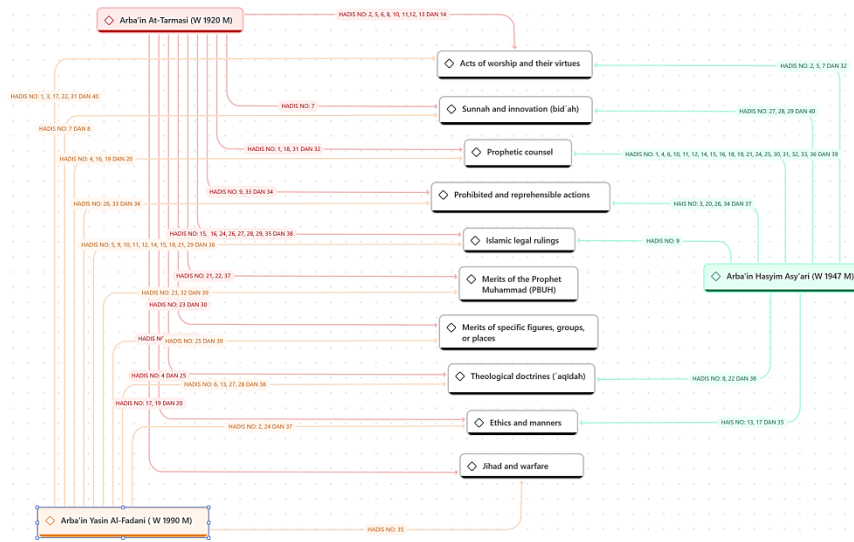 Arba'in At-Tarmasi (W 1920 M)
HADIS NO: 2, 5, 6, 8, 10, 11,12, 13 DAN 14
Acts of worship and their virtues
HADIS NO: 2, 5, 7 DAN 32
HADIS NO: 1, 3, 17, 22, 31 DAN 40
HADIS NO: 7
Sunnah and innovation (bid`ah)
HADIS NO: 27, 28, 29 DAN 40
HADIS NO: 7 DAN 8
HADIS NO: 1, 18, 31 DAN 32
Prophetic counsel
HADIS NO: 1, 4, 6, 10, 11, 12, 14, 15, 16, 18, 19, 21, 24, 25, 30, 31, 32, 33, 36 DAN 39
HADIS NO: 4, 16, 19 DAN 20
HADIS NO: 9, 33 DAN 34
Prohibited and reprehensible actions
HADIS NO: 26, 33 DAN 34
HAIS NO: 3, 20, 26, 34 DAN 37
HADIS NO: 15, 16, 24, 26, 27, 28, 29, 35 DAN 38
Islamic legal rulings
HADIS NO: 9
HADIS NO: 5, 9, 10, 11, 12, 14, 15, 18, 21, 29 DAN 36
HADIS NO: 21, 22, 37
Merits of the Prophet
Muhammad (PBUH)
Arba'in Hasyim Asy'ari (W 1947 M)
HADIS NO: 23, 32 DAN 39
HADIS NO: 23 DAN 30
Merits of specific figures, groups,
or places
HADIS NO: 25 DAN 30
HADIS NO: 4 DAN 25
Theological doctrines (`aqIdah)
HADIS NO: 8, 22 DAN 38
HADIS NO: 6, 13, 27, 28 DAN 38
HADIS NO: 17, 19 DAN 20
Ethics and manners
HAIS NO: 13, 17 DAN 35
HADIS NO: 2, 24 DAN 37
Jihad and warfare
Arba'in Yasin Al-Fadani ( W 1990 M)
HADIS NO: 35